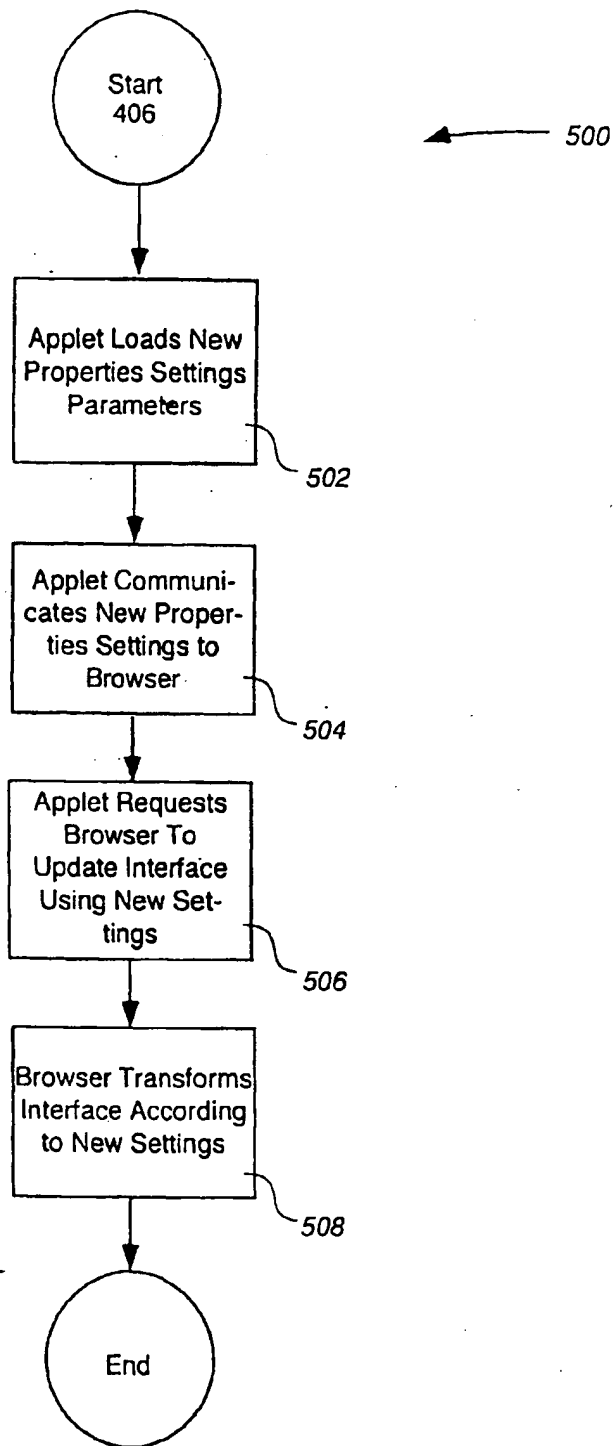 Start
406
500
Applet Loads New
Properties Settings
Parameters
502
Applet Communi-
cates New Proper-
ties Settings to
Browser
504
Applet Requests
Browser To
Update Interface
Using New Set-
tings
506
Browser Transforms
Interface According
to New Settings
508
End